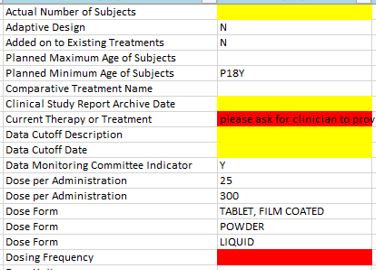 Actual Number of Subjects
Adaptive Design N
Added on to Existing Treatments N
Planned Maximum Age of Subjects
Planned Minimum Age of Subjects P18Y
Comparative Treatment Name
Clinical Study Report Archive Date
Current Therapy or Treatment please ask for clinician to prov
Data Cutoff Description
Data Cutoff Date
Data Monitoring Committee Indicator Y
Dose per Administration 25
Dose per Administration 300
Dose Form TABLET, FILM COATED
Dose Form POWDER
Dose Form LIQUID
Dosing Frequency